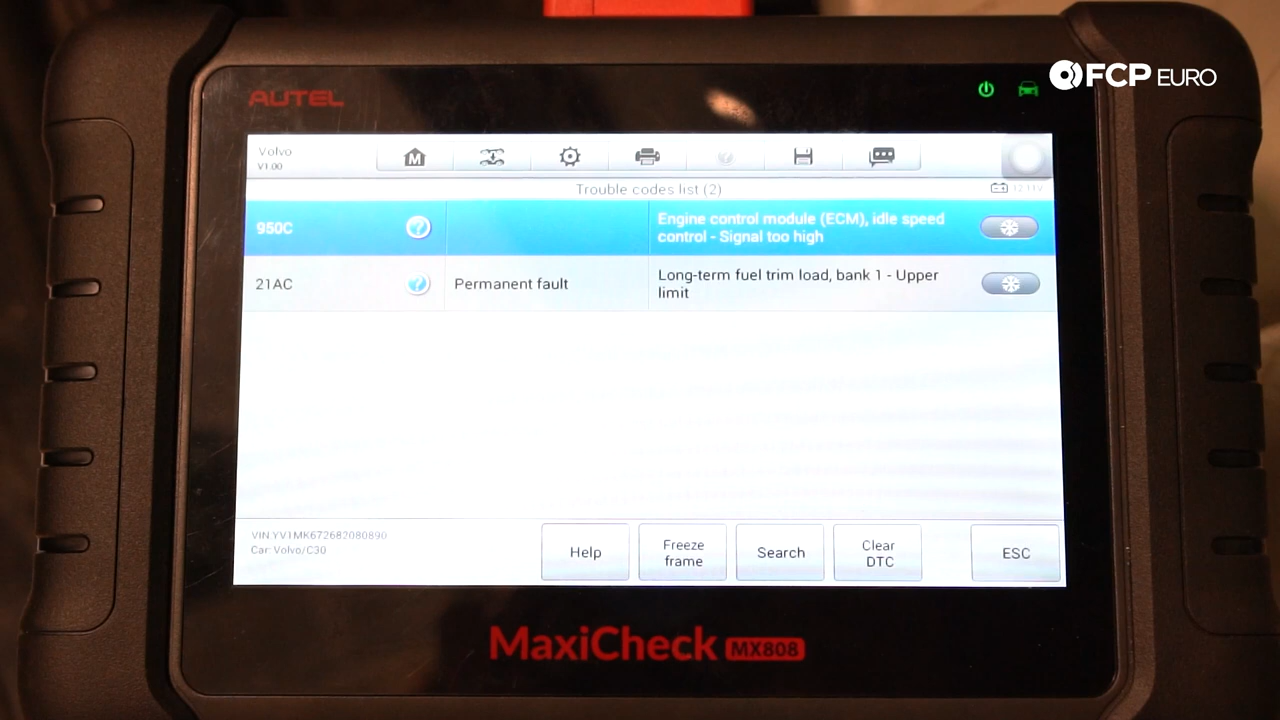 FCP EURO
AUTEL
Volvo
V1.00
M
Trouble codes list (2)
12.11V
950C
?
Engine control module (ECM), idle speed
control - Signal too high
21AC
?
Permanent fault
Long-term fuel trim load, bank 1 - Upper
limit
VIN YV1MK672682080890
Car: Volvo/C30
Help
Freeze
frame
Search
Clear
DTC
ESC
MaxiCheck MX808